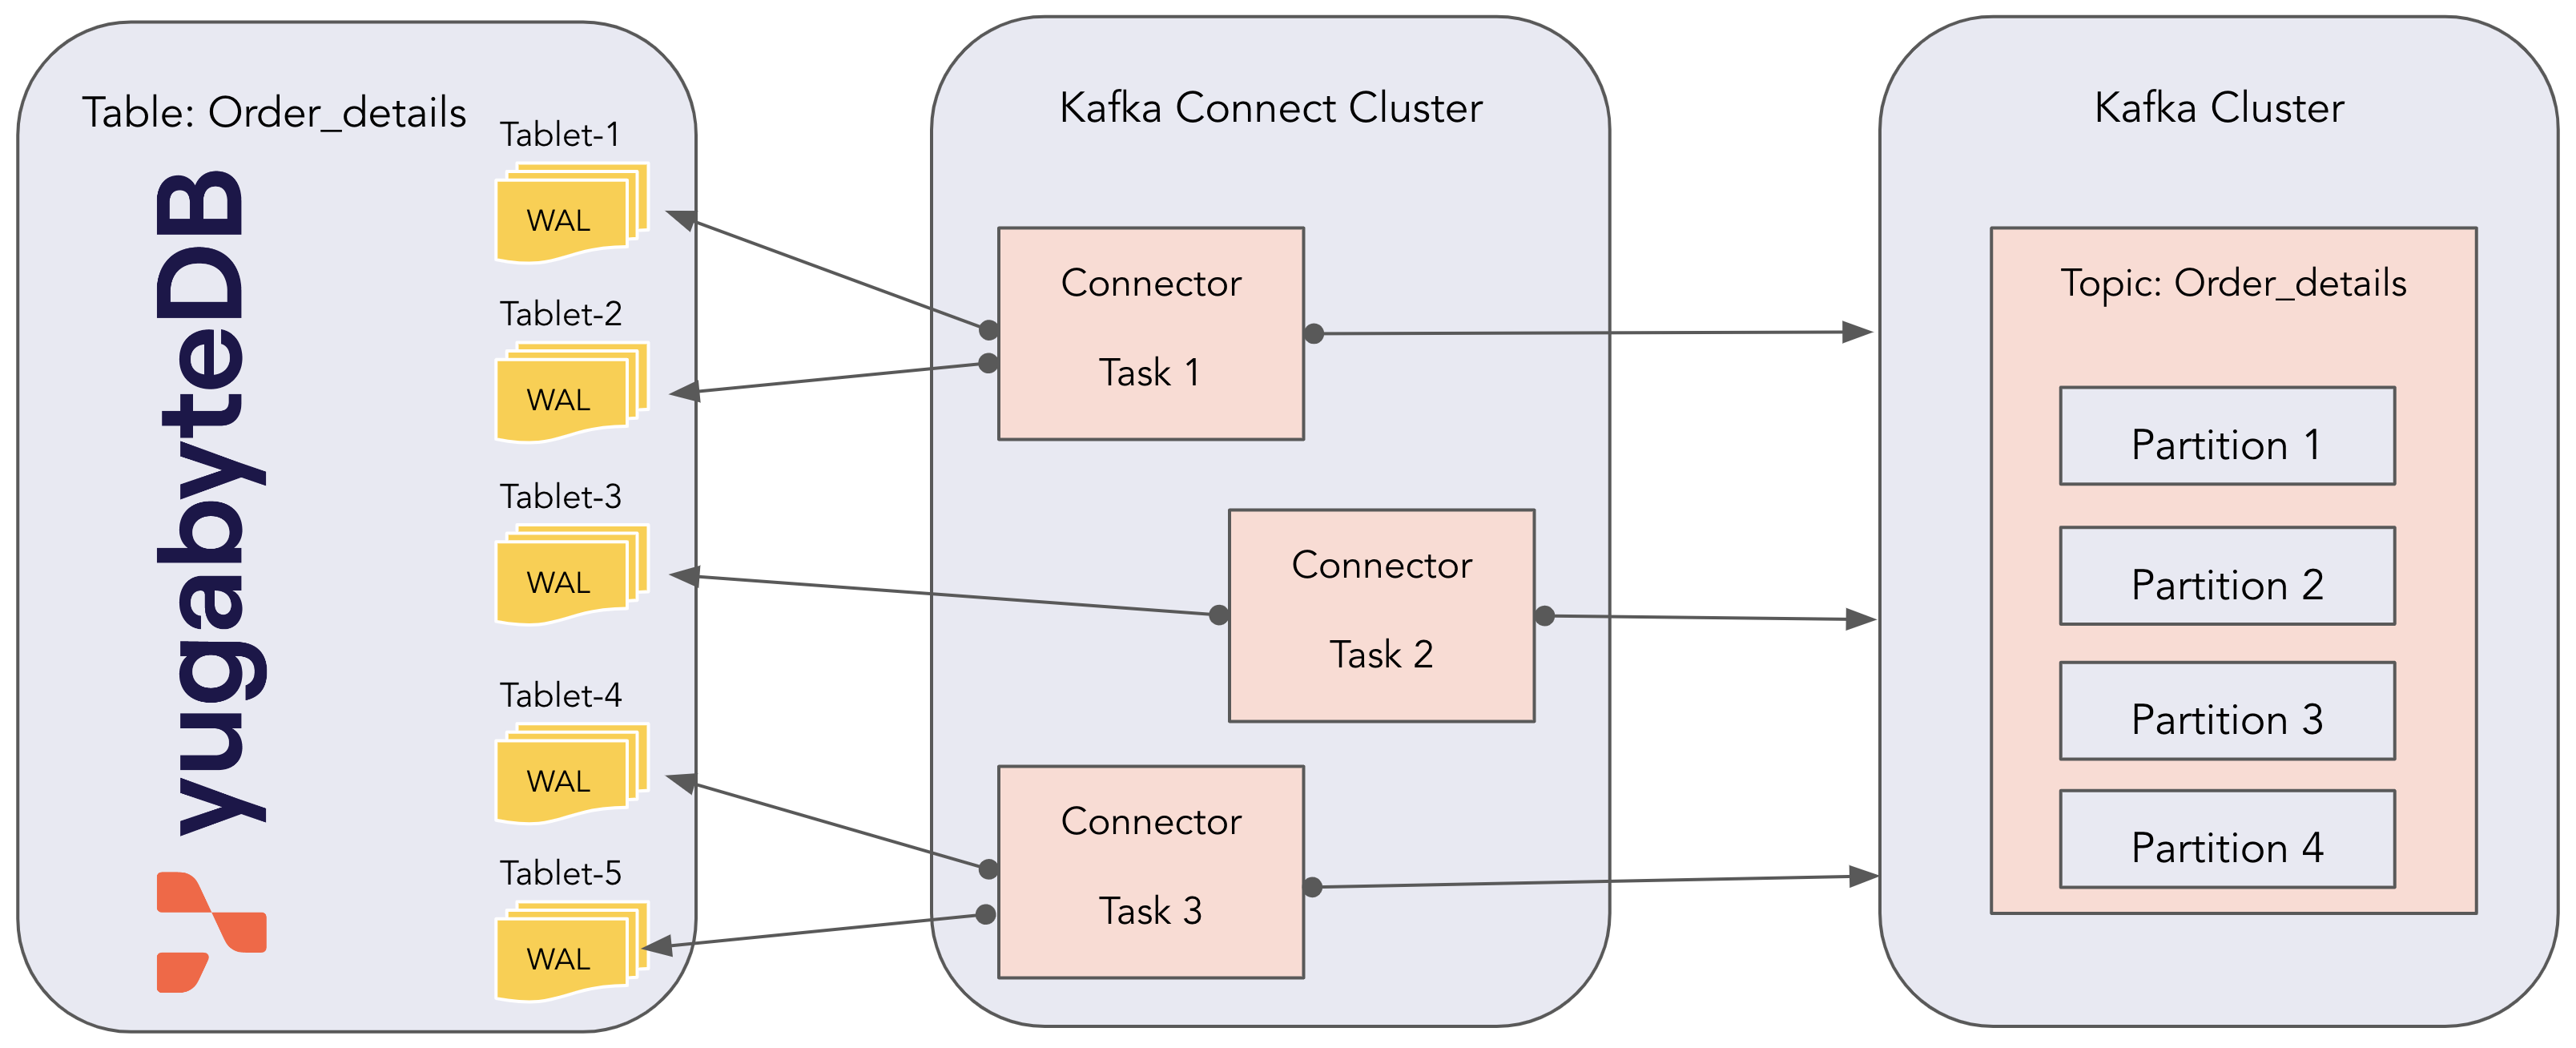 Table: Order_details
yugabyteDB
Tablet-1
WAL
Tablet-2
WAL
Tablet-3
WAL
Tablet-4
WAL
Tablet-5
WAL
Kafka Connect Cluster
Connector
Task 1
Connector
Task 2
Connector
Task 3
Kafka Cluster
Topic: Order_details
Partition 1
Partition 2
Partition 3
Partition 4